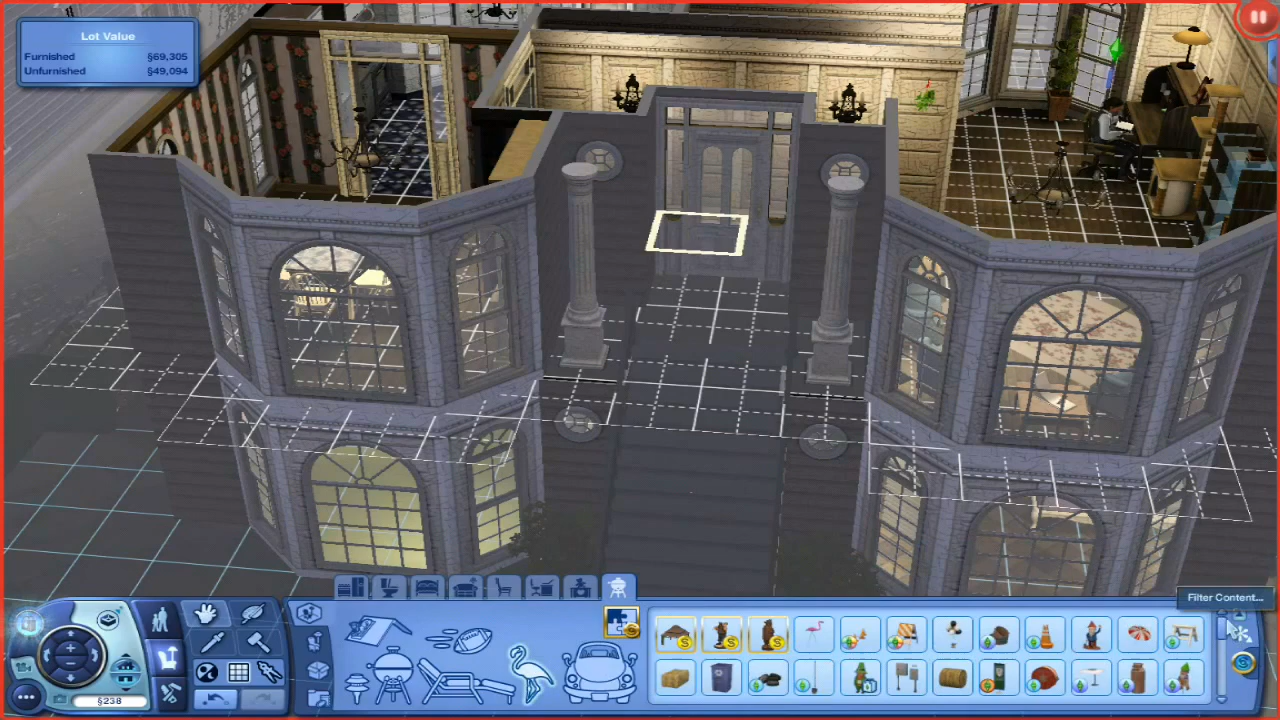 Lot Value
Furnished §69,305
Unfurnished §49,094
Filter Content...
§238